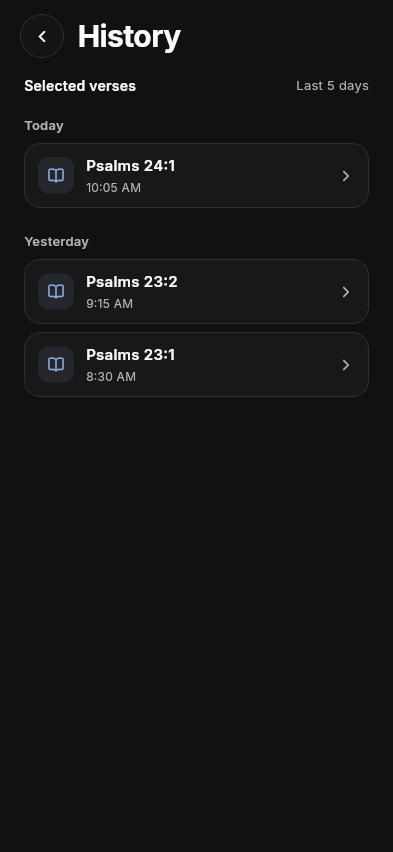 History
Selected verses
Last 5 days
Today
Psalms 24:1
10:05 AM
Yesterday
Psalms 23:2
9:15 AM
Psalms 23:1
8:30 AM